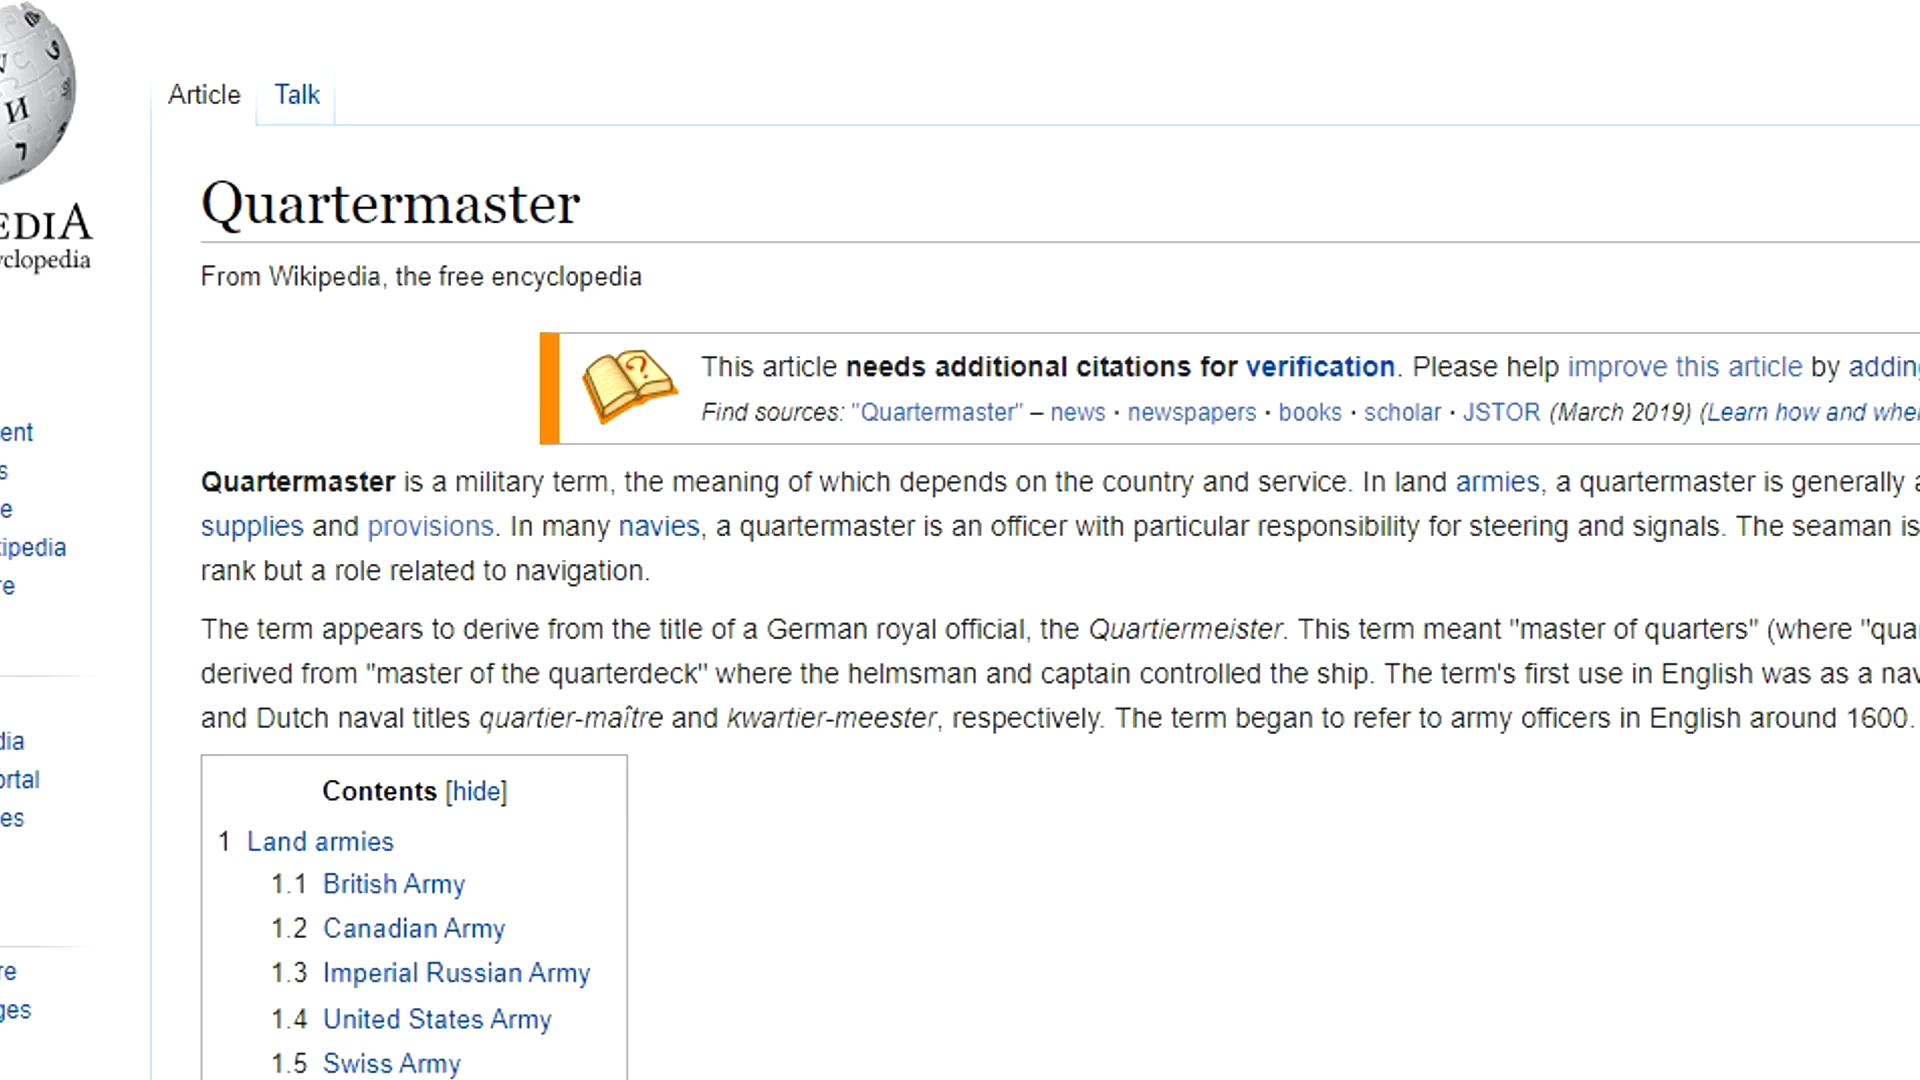 Article Talk
EDIA
clopedia
Quartermaster
From Wikipedia, the free encyclopedia
This article needs additional citations for verification. Please help improve this article by adding
Find sources: "Quartermaster" – news · newspapers · books · scholar · JSTOR (March 2019) (Learn how and when
Quartermaster is a military term, the meaning of which depends on the country and service. In land armies, a quartermaster is generally a
supplies and provisions. In many navies, a quartermaster is an officer with particular responsibility for steering and signals. The seaman is
rank but a role related to navigation.
The term appears to derive from the title of a German royal official, the Quartiermeister. This term meant "master of quarters" (where "qua
derived from "master of the quarterdeck" where the helmsman and captain controlled the ship. The term's first use in English was as a nav
and Dutch naval titles quartier-maître and kwartier-meester, respectively. The term began to refer to army officers in English around 1600.
ent
s
e
ipedia
re
dia
ortal
es
re
ges
Contents [hide]
1 Land armies
1.1 British Army
1.2 Canadian Army
1.3 Imperial Russian Army
1.4 United States Army
1.5 Swiss Army